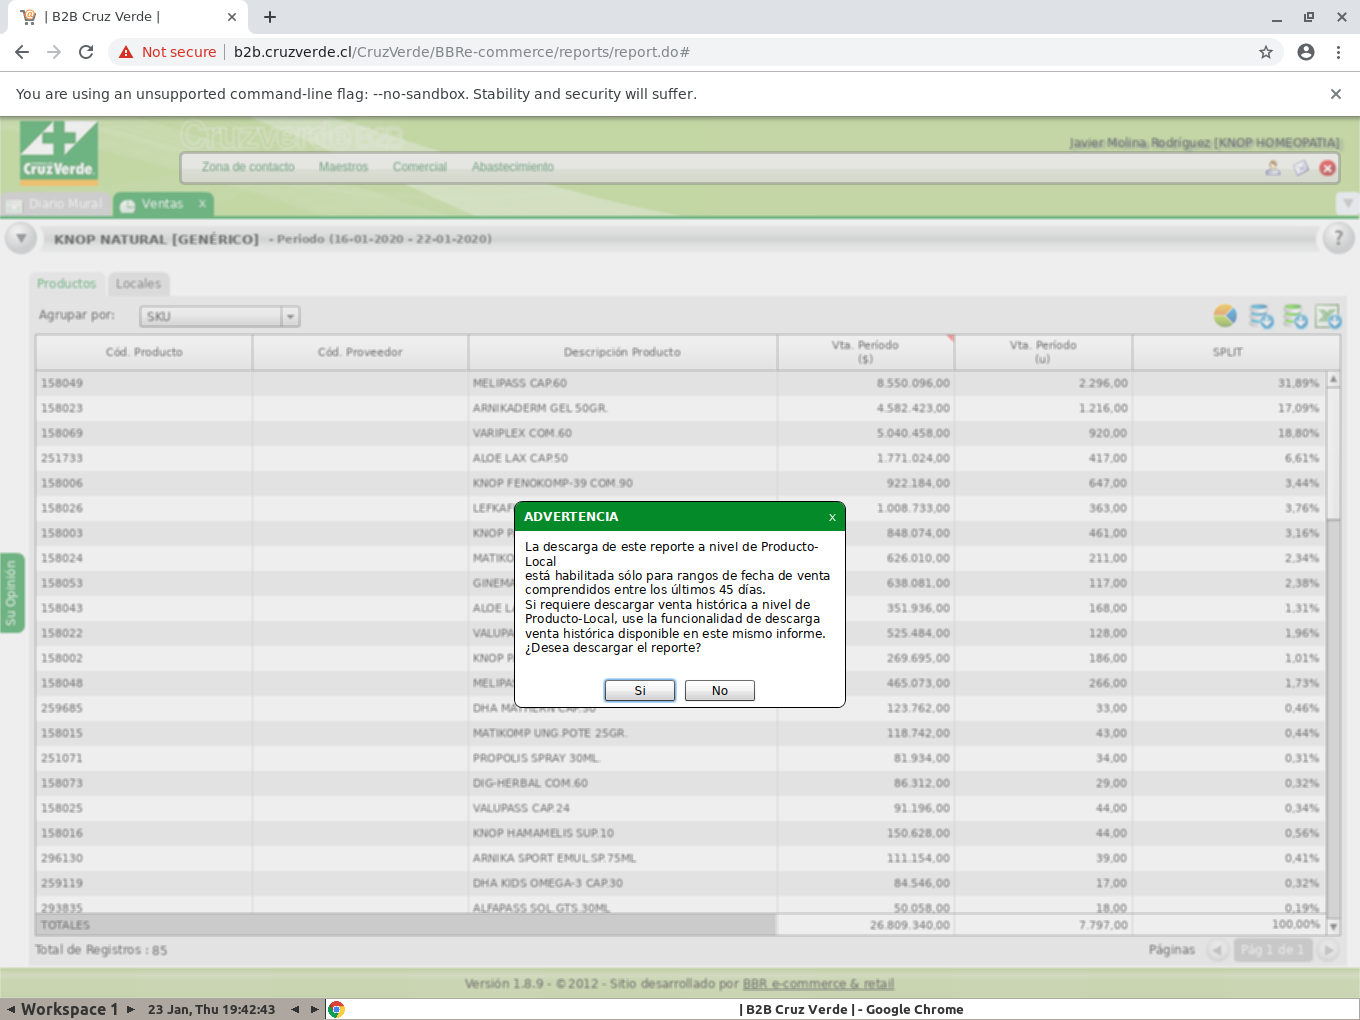 | B2B Cruz Verde |
Not secure
b2b.cruzverde.cl/CruzVerde/BBRe-commerce/reports/report.do#
You are using an unsupported command-line flag: --no-sandbox. Stability and security will suffer.
CruzVerde
Cruzverde B2B
Javier Molina Rodríguez [KNOP HOMEOPATIA]
Zona de contacto Maestros Comercial Abastecimiento
Diario Mural Ventas x
KNOP NATURAL [GENÉRICO] - Período (16-01-2020 - 22-01-2020) ?
Productos Locales
Agrupar por: SKU
Cód. Producto Cód. Proveedor Descripción Producto Vta. Período ($) Vta. Período (u) SPLIT
158049 MELIPASS CAP.60 8.550.096,00 2.296,00 31,89%
158023 ARNIKADERM GEL 50GR. 4.582.423,00 1.216,00 17,09%
158069 VARIPLEX COM.60 5.040.458,00 920,00 18,80%
251733 ALOE LAX CAP.50 1.771.024,00 417,00 6,61%
158006 KNOP FENOKOMP-39 COM.90 922.184,00 647,00 3,44%
158026 LEFKAF 1.008.733,00 363,00 3,76%
158003 KNOP P 848.074,00 461,00 3,16%
158024 MATIKO 626.010,00 211,00 2,34%
158053 GINEMA 638.081,00 117,00 2,38%
158043 ALOE L 351.936,00 168,00 1,31%
158022 VALUPA 525.484,00 128,00 1,96%
158002 KNOP P 269.695,00 186,00 1,01%
158048 MELIPA 465.073,00 266,00 1,73%
259685 DHA MATHERN CAP.30 123.762,00 33,00 0,46%
158015 MATIKOMP UNG.POTE 25GR. 118.742,00 43,00 0,44%
251071 PROPOLIS SPRAY 30ML. 81.934,00 34,00 0,31%
158073 DIG-HERBAL COM.60 86.312,00 29,00 0,32%
158025 VALUPASS CAP.24 91.196,00 44,00 0,34%
158016 KNOP HAMAMELIS SUP.10 150.628,00 44,00 0,56%
296130 ARNIKA SPORT EMUL.SP.75ML 111.154,00 39,00 0,41%
259119 DHA KIDS OMEGA-3 CAP.30 84.546,00 17,00 0,32%
293835 ALFAPASS SOL.GTS.30ML 50.058,00 18,00 0,19%
TOTALES 26.809.340,00 7.797,00 100,00%
Total de Registros : 85
Páginas Pág 1 de 1
Su Opinión
ADVERTENCIA x
La descarga de este reporte a nivel de Producto-
Local
está habilitada sólo para rangos de fecha de venta
comprendidos entre los últimos 45 días.
Si requiere descargar venta histórica a nivel de
Producto-Local, use la funcionalidad de descarga
venta histórica disponible en este mismo informe.
¿Desea descargar el reporte?
Si No
Versión 1.8.9 - ©2012 - Sitio desarrollado por BBR e-commerce & retail
Workspace 1 23 Jan, Thu 19:42:43 | B2B Cruz Verde | - Google Chrome